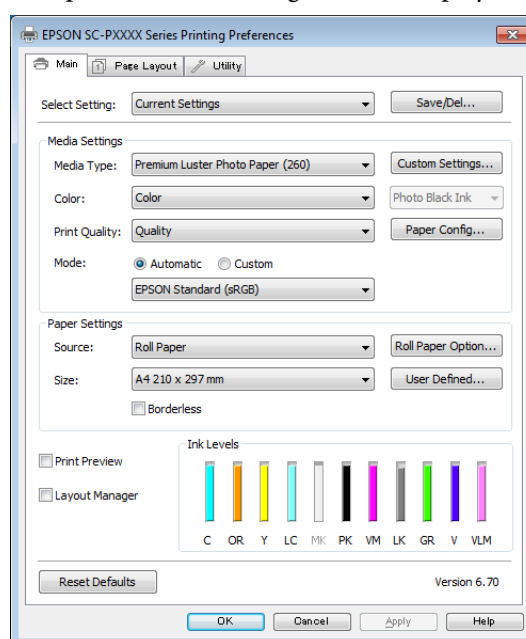 EPSON SC-PXXXX Series Printing Preferences
Main
Page Layout
Utility
Select Setting: Current Settings Save/Del...
Media Settings
Media Type: Premium Luster Photo Paper (260) Custom Settings...
Color: Color Photo Black Ink
Print Quality: Quality Paper Config...
Mode: Automatic Custom
EPSON Standard (sRGB)
Paper Settings
Source: Roll Paper Roll Paper Option...
Size: A4 210 x 297 mm User Defined...
Borderless
Ink Levels
Print Preview
Layout Manager
C OR Y LC MK PK VM LK GR V VLM
Reset Defaults Version 6.70
OK Cancel Apply Help